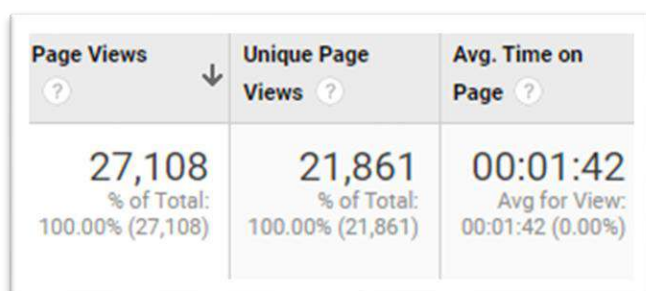 Page Views
?
Unique Page
Views ?
Avg. Time on
Page ?
27,108
% of Total:
100.00% (27,108)
21,861
% of Total:
100.00% (21,861)
00:01:42
Avg for View:
00:01:42 (0.00%)